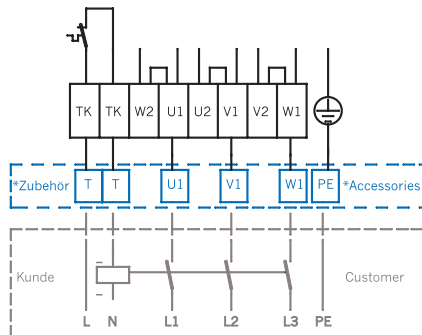 TK TK W2 U1 U2 V1 V2 W1
*Zubehör T T U1 V1 W1 PE *Accessories
Kunde Customer
L N L1 L2 L3 PE